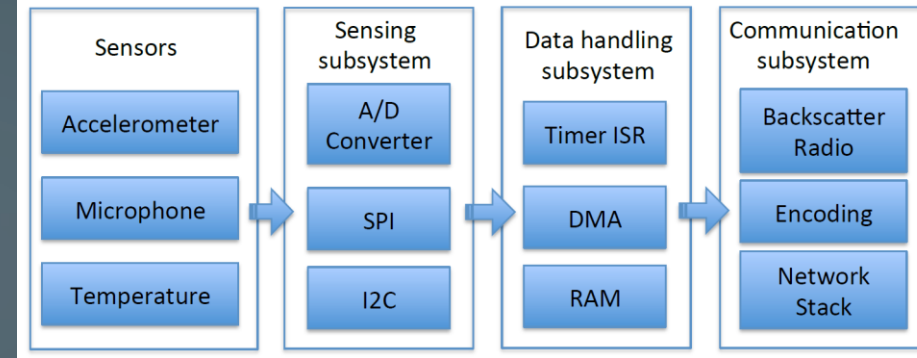 Sensors
Accelerometer
Microphone
Temperature
Sensing
subsystem
A/D
Converter
SPI
I2C
Data handling
subsystem
Timer ISR
DMA
RAM
Communication
subsystem
Backscatter
Radio
Encoding
Network
Stack